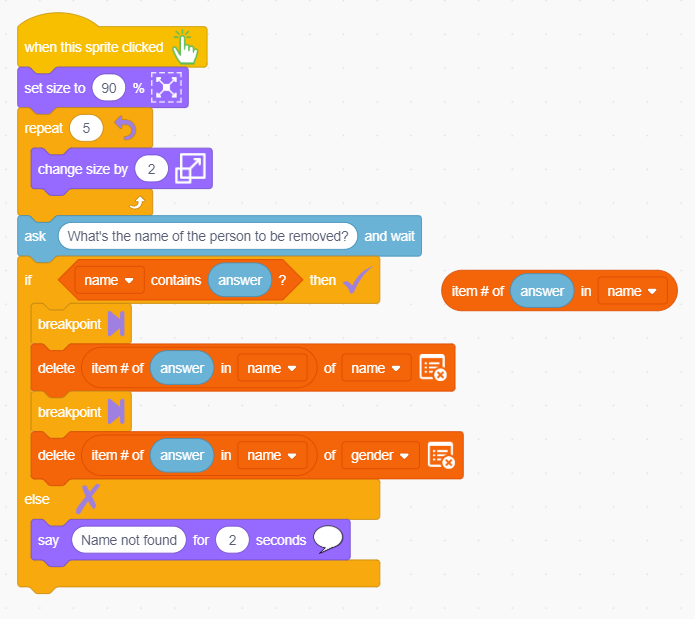 when this sprite clicked
set size to 90 %
repeat 5
change size by 2
ask What's the name of the person to be removed? and wait
if name contains answer ? then
item # of answer in name
breakpoint
delete item # of answer in name of name
breakpoint
delete item # of answer in name of gender
else
say Name not found for 2 seconds